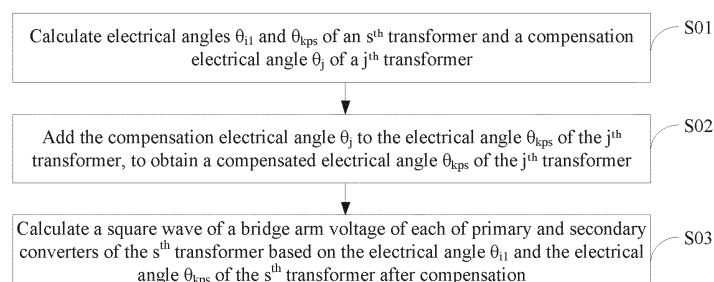 Calculate electrical angles θi1 and θkps of an sth transformer and a compensation
electrical angle θj of a jth transformer
S01
Add the compensation electrical angle θj to the electrical angle θkps of the jth
transformer, to obtain a compensated electrical angle θkps of the jth transformer
S02
Calculate a square wave of a bridge arm voltage of each of primary and secondary
converters of the sth transformer based on the electrical angle θi1 and the electrical
angle θkps of the sth transformer after compensation
S03